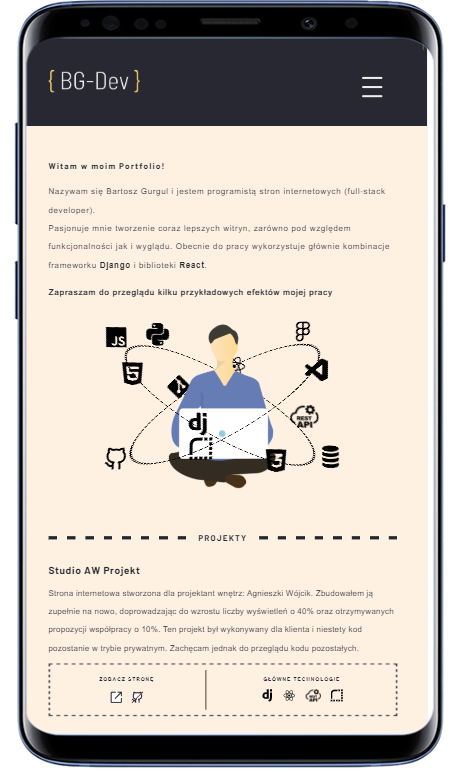 { BG-Dev }
Witam w moim Portfolio!
Nazywam się Bartosz Gurgul i jestem programistą stron internetowych (full-stack
developer).
Pasjonuje mnie tworzenie coraz lepszych witryn, zarówno pod względem
funkcjonalności jak i wyglądu. Obecnie do pracy wykorzystuje głównie kombinacje
frameworku Django i biblioteki React.
Zapraszam do przeglądu kilku przykładowych efektów mojej pracy
JS
REST
API
dj
PROJEKTY
Studio AW Projekt
Strona internetowa stworzona dla projektant wnętrz: Agnieszki Wójcik. Zbudowałem ją
zupełnie na nowo, doprowadzając do wzrostu liczby wyświetleń o 40% oraz otrzymywanych
propozycji współpracy o 10%. Ten projekt był wykonywany dla klienta i niestety kod
pozostanie w trybie prywatnym. Zachęcam jednak do przeglądu kodu pozostałych.
ZOBACZ STRONĘ
GŁÓWNE TECHNOLOGIE
dj